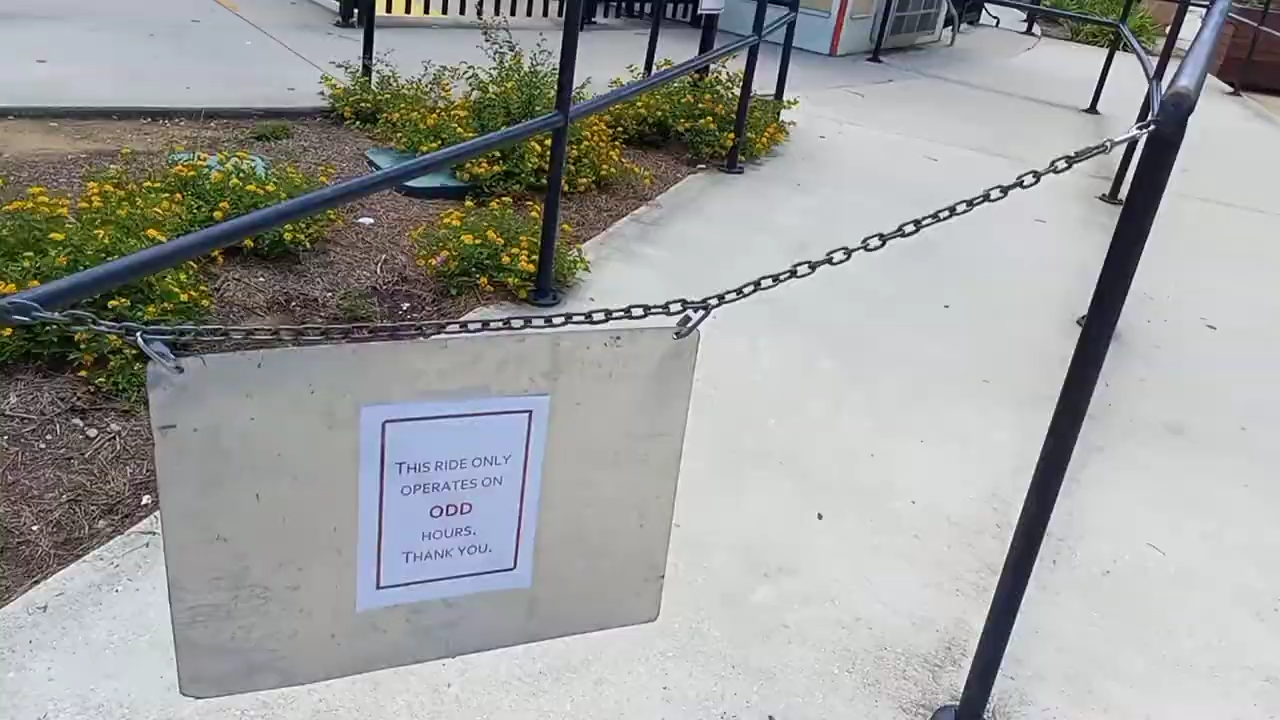 THIS RIDE ONLY
OPERATES ON
ODD
HOURS.
THANK YOU.